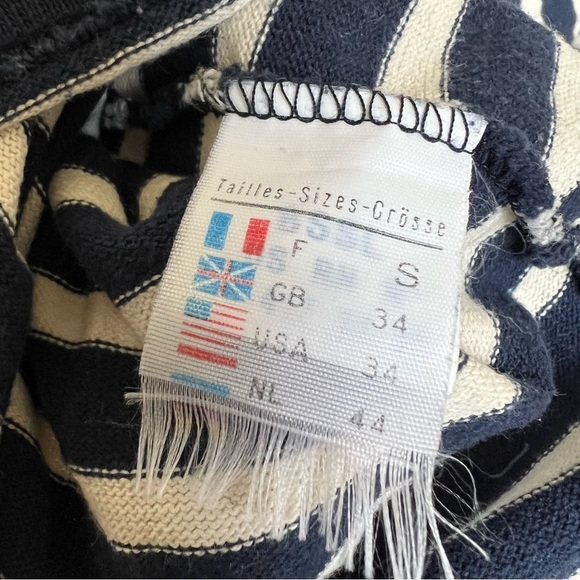 Tailles-Sizes-Grösse
F S
GB 34
USA 34
NL 44